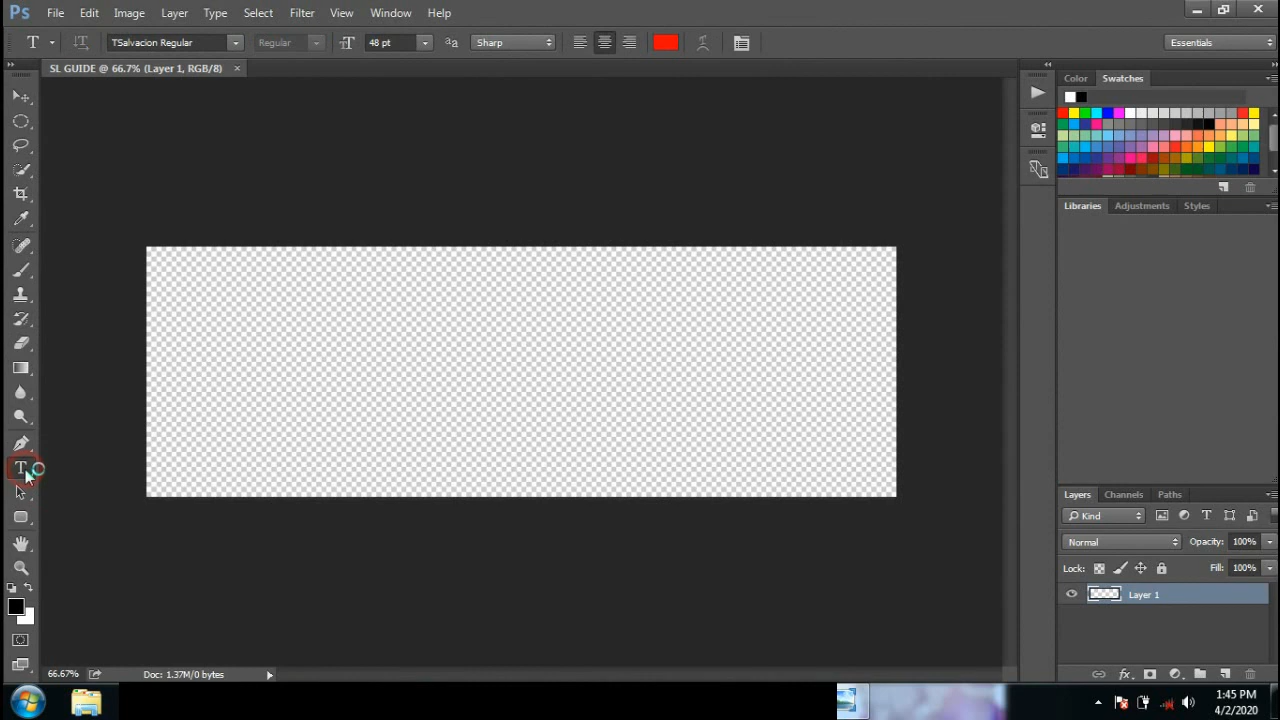 Ps File Edit Image Layer Type Select Filter View Window Help
T TSalvacion Regular Regular 48 pt Sharp Essentials
SL GUIDE @ 66.7% (Layer 1, RGB/8) ×
Color Swatches
Libraries Adjustments Styles
Layers Channels Paths
Kind
Normal Opacity: 100%
Lock: Fill: 100%
Layer 1
66.67% Doc: 1.37M/0 bytes
1:45 PM
4/2/2020